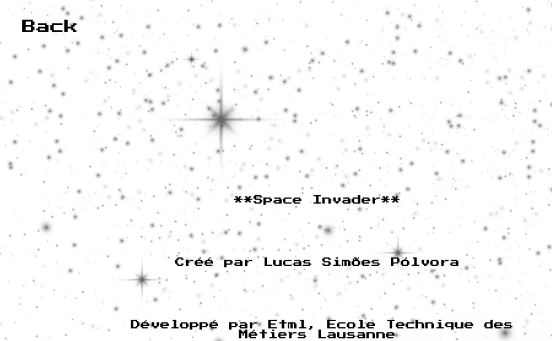 Back
**Space Invader**
Créé par Lucas Simões Pólvora
Développé par Etml, Ecole Technique des
Métiers Lausanne